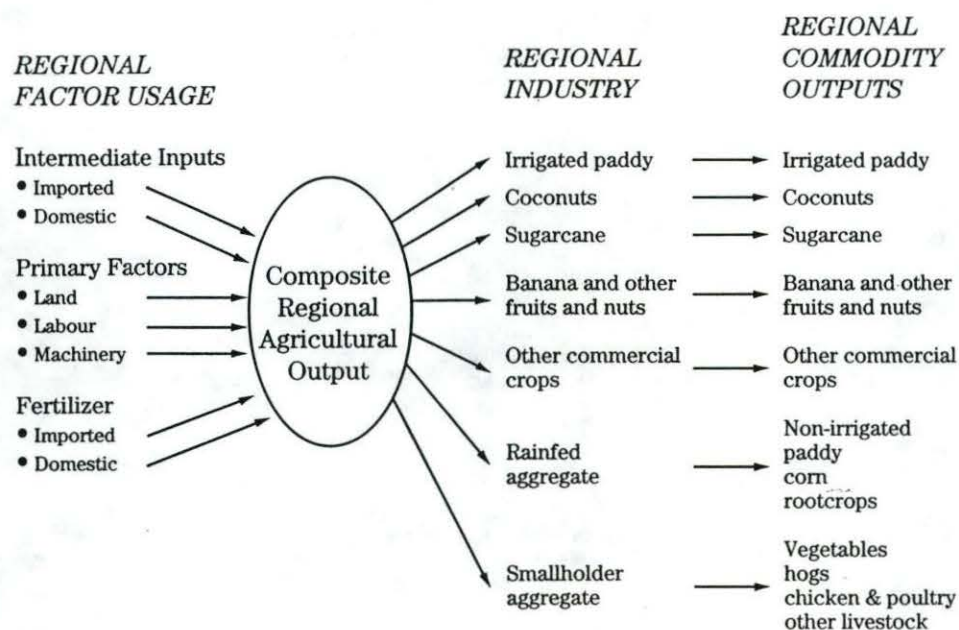 REGIONAL
FACTOR USAGE
Intermediate Inputs
• Imported
• Domestic
Primary Factors
• Land
• Labour
• Machinery
Fertilizer
• Imported
• Domestic
Composite
Regional
Agricultural
Output
REGIONAL
INDUSTRY
Irrigated paddy
Coconuts
Sugarcane
Banana and other
fruits and nuts
Other commercial
crops
Rainfed
aggregate
Smallholder
aggregate
REGIONAL
COMMODITY
OUTPUTS
Irrigated paddy
Coconuts
Sugarcane
Banana and other
fruits and nuts
Other commercial
crops
Non-irrigated
paddy
corn
rootcrops
Vegetables
hogs
chicken & poultry
other livestock